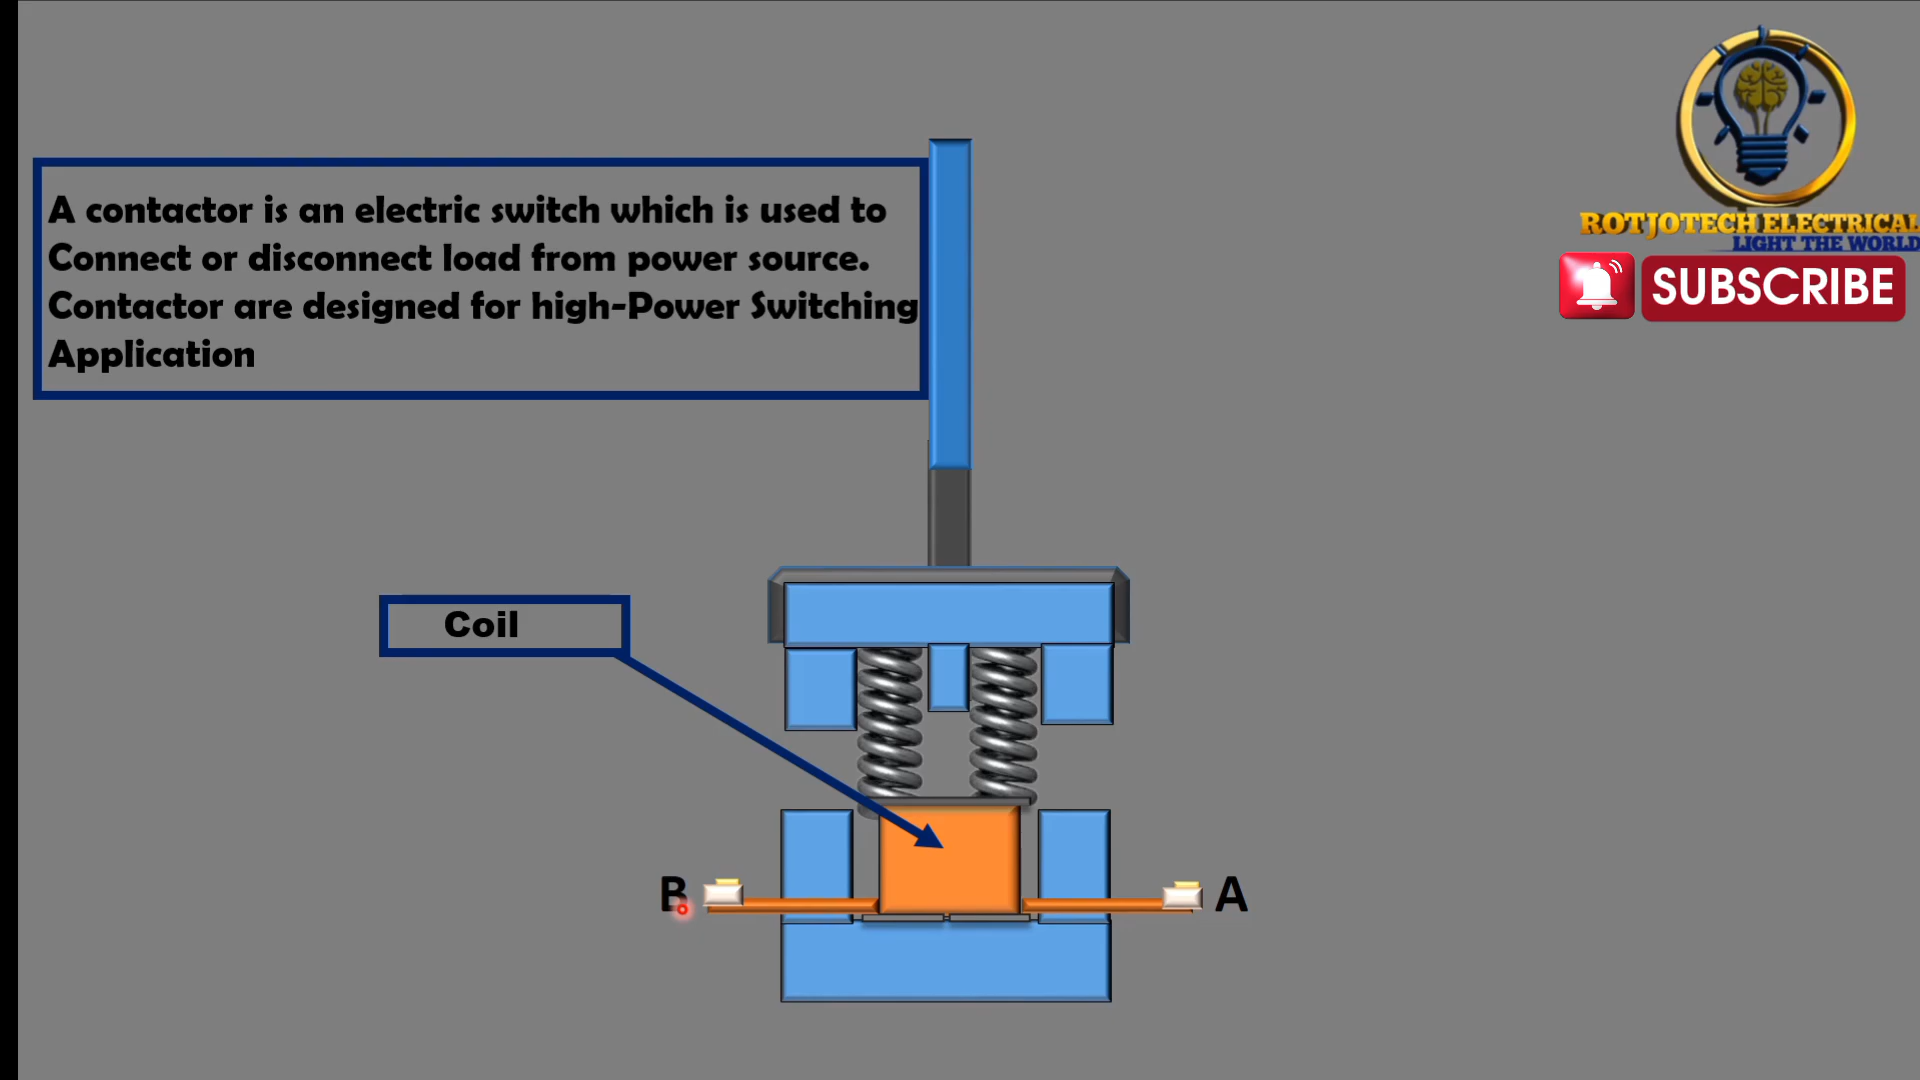 A contactor is an electric switch which is used to
Connect or disconnect load from power source.
Contactor are designed for high-Power Switching
Application
ROTJOTECH ELECTRICAL
LIGHT THE WORLD
SUBSCRIBE
Coil
B
A